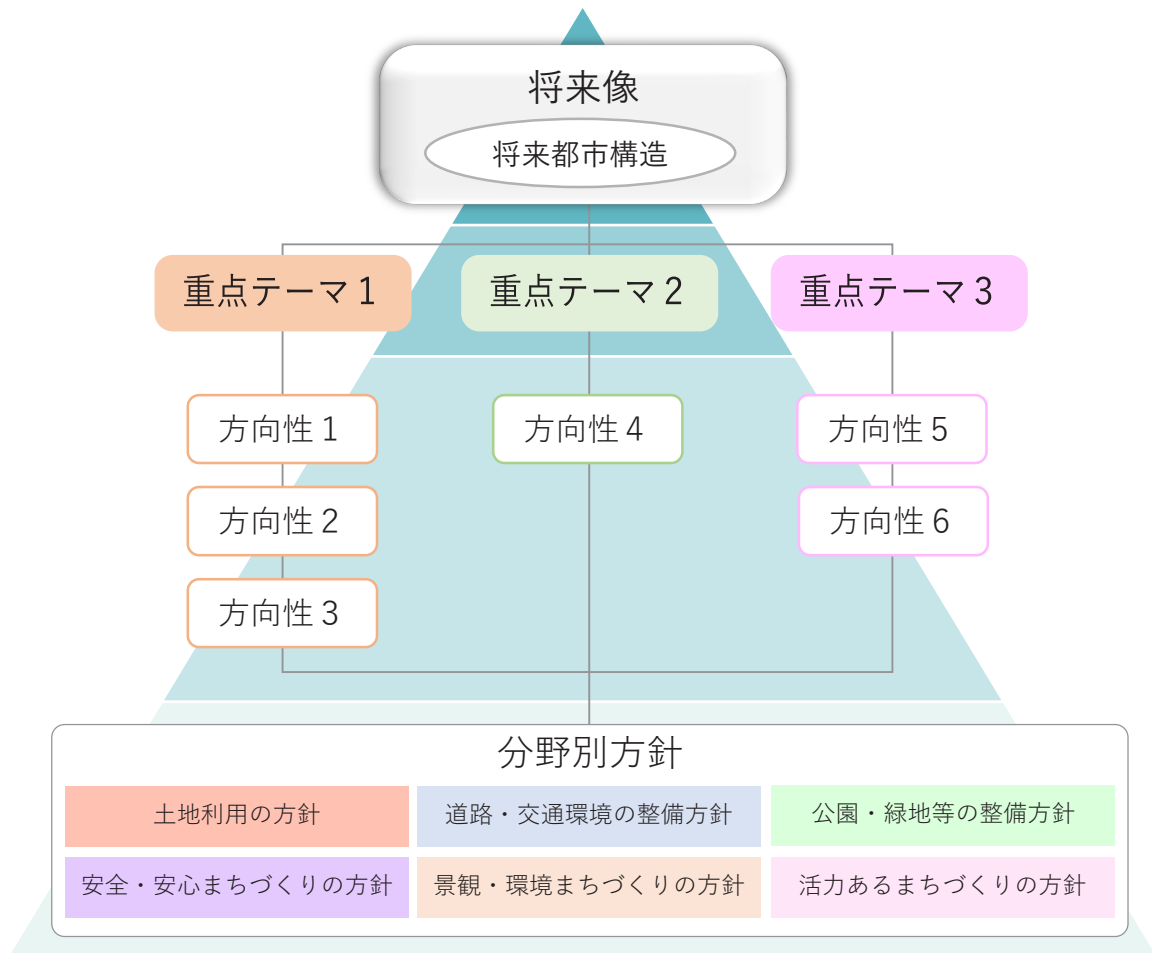 将来像
将来都市構造
重点テーマ１
重点テーマ２
重点テーマ３
方向性１
方向性４
方向性５
方向性２
方向性６
方向性３
分野別方針
土地利用の方針
道路・交通環境の整備方針
公園・緑地等の整備方針
安全・安心まちづくりの方針
景観・環境まちづくりの方針
活力あるまちづくりの方針